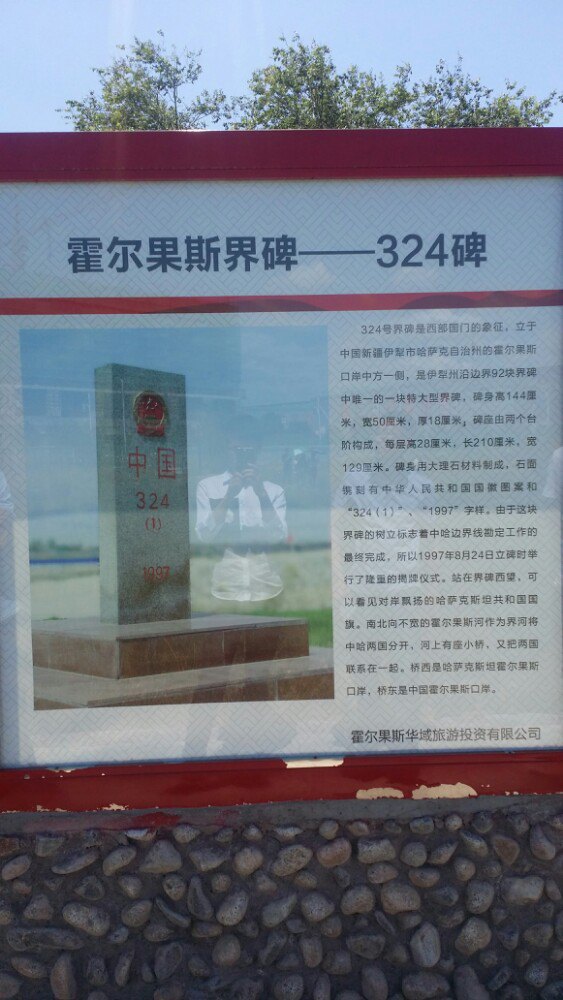 霍尔果斯界碑——324碑
324号界碑是西部国门的象征，立于
中国新疆伊犁市哈萨克自治州的霍尔果斯
口岸中方一侧，是伊犁州沿边界92块界碑
中唯一的一块特大型界碑，碑身高144厘
米，宽50厘米，厚18厘米；碑座由两个台
阶构成，每层高28厘米，长210厘米，宽
129厘米。碑身用大理石材料制成，石面
镌刻有中华人民共和国国徽图案和
“324（1）”、“1997”字样。由于这块
界碑的树立标志着中哈边界线勘定工作的
最终完成，所以1997年8月24日立碑时举
行了隆重的揭牌仪式。站在界碑西望，可
以看见对岸飘扬的哈萨克斯坦共和国国
旗。南北向不宽的霍尔果斯河作为界河将
中哈两国分开，河上有座小桥，又把两国
联系在一起。桥西是哈萨克斯坦霍尔果斯
口岸，桥东是中国霍尔果斯口岸。
霍尔果斯华域旅游投资有限公司
中国
324
(1)
1997